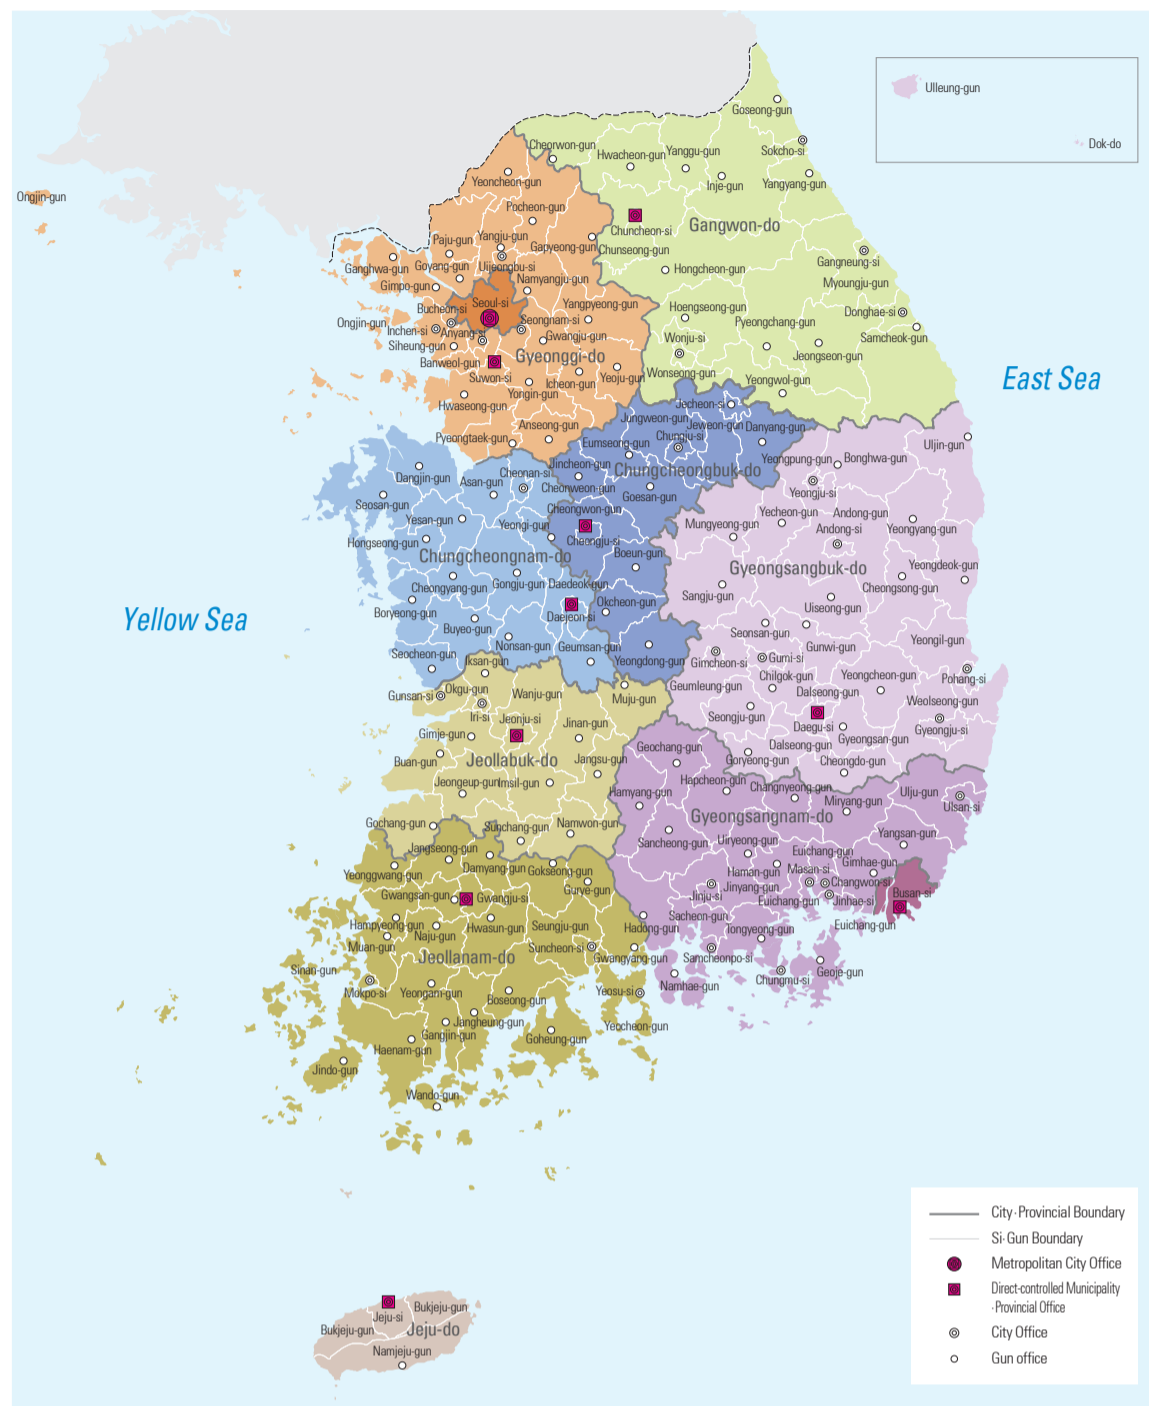 Ulleung-gun
Dok-do
Goseong-gun
Cheorwon-gun
Hwacheon-gun
Yanggu-gun
Sokcho-si
Inje-gun
Yangyang-gun
Ongjin-gun
Yeoncheon-gun
Pocheon-gun
Chuncheon-si
Gangwon-do
Paju-gun
Yangju-gun
Gapyeong-gun
Chunseong-gun
Gangneung-si
Ganghwa-gun
Goyang-gun
Uijeongbu-si
Hongcheon-gun
Myoungju-gun
Gimpo-gun
Namyangju-gun
Seoul-si
Yangpyeong-gun
Hoengseong-gun
Donghae-si
Bucheon-si
Ongjin-gun
Inchen-si
Anyang-si
Seongnam-si
Pyeongchang-gun
Samcheok-gun
Siheung-gun
Gwangju-gun
Wonju-si
Jeongseon-gun
Gyeonggi-do
Banweol-gun
Suwon-si
Icheon-gun
Yeoju-gun
Wonseong-gun
Yeongwol-gun
East Sea
Yongin-gun
Hwaseong-gun
Jecheon-si
Anseong-gun
Jungweon-gun
Jeweon-gun
Danyang-gun
Pyeongtaek-gun
Eumseong-gun
Chungju-si
Uljin-gun
Dangjin-gun
Cheonan-si
Jincheon-gun
Chungcheongbuk-do
Yeongpung-gun
Bonghwa-gun
Asan-gun
Cheonweon-gun
Goesan-gun
Yeongju-si
Seosan-gun
Cheongwon-gun
Yecheon-gun
Andong-gun
Yesan-gun
Yeongi-gun
Mungyeong-gun
Andong-si
Yeongyang-gun
Hongseong-gun
Cheongju-si
Chungcheongnam-do
Boeun-gun
Gyeongsangbuk-do
Yeongdeok-gun
Cheongyang-gun
Gongju-gun
Daedeok-gun
Sangju-gun
Cheongsong-gun
Boryeong-gun
Okcheon-gun
Uiseong-gun
Yellow Sea
Daejeon-si
Buyeo-gun
Seonsan-gun
Nonsan-gun
Geumsan-gun
Gunwi-gun
Yeongil-gun
Seocheon-gun
Iksan-gun
Yeongdong-gun
Gimcheon-si
Gumi-si
Pohang-si
Gunsan-si
Okgu-gun
Wanju-gun
Muju-gun
Geumleung-gun
Chilgok-gun
Yeongcheon-gun
Dalseong-gun
Weolseong-gun
Iri-si
Jeonju-si
Jinan-gun
Seongju-gun
Daegu-si
Gyeongju-si
Gimje-gun
Geochang-gun
Dalseong-gun
Gyeongsan-gun
Buan-gun
Jeollabuk-do
Jangsu-gun
Goryeong-gun
Cheongdo-gun
Jeongeup-gun
Imsil-gun
Hamyang-gun
Hapcheon-gun
Changnyeong-gun
Ulju-gun
Miryang-gun
Ulsan-si
Gochang-gun
Sunchang-gun
Namwon-gun
Gyeongsangnam-do
Yangsan-gun
Jangseong-gun
Sancheong-gun
Uiryeong-gun
Euichang-gun
Yeonggwang-gun
Damyang-gun
Gokseong-gun
Haman-gun
Masan-si
Gimhae-gun
Gwangsan-gun
Gwangju-si
Gurye-gun
Jinyang-gun
Changwon-si
Busan-si
Jinju-si
Euichang-gun
Jinhae-si
Hampyeong-gun
Naju-gun
Hwasun-gun
Seungju-gun
Hadong-gun
Sacheon-gun
Tongyeong-gun
Euichang-gun
Muan-gun
Suncheon-si
Gwangyang-gun
Samcheonpo-si
Jeollanam-do
Sinan-gun
Geoje-gun
Mokpo-si
Yeongam-gun
Boseong-gun
Yeosu-si
Namhae-gun
Chungmu-si
Jangheung-gun
Yeocheon-gun
Gangjin-gun
Goheung-gun
Haenam-gun
Jindo-gun
Wando-gun
City·Provincial Boundary
Si·Gun Boundary
Metropolitan City Office
Direct-controlled Municipality
·Provincial Office
City Office
Gun office
Bukjeju-gun
Jeju-si
Bukjeju-gun
Jeju-do
Namjeju-gun